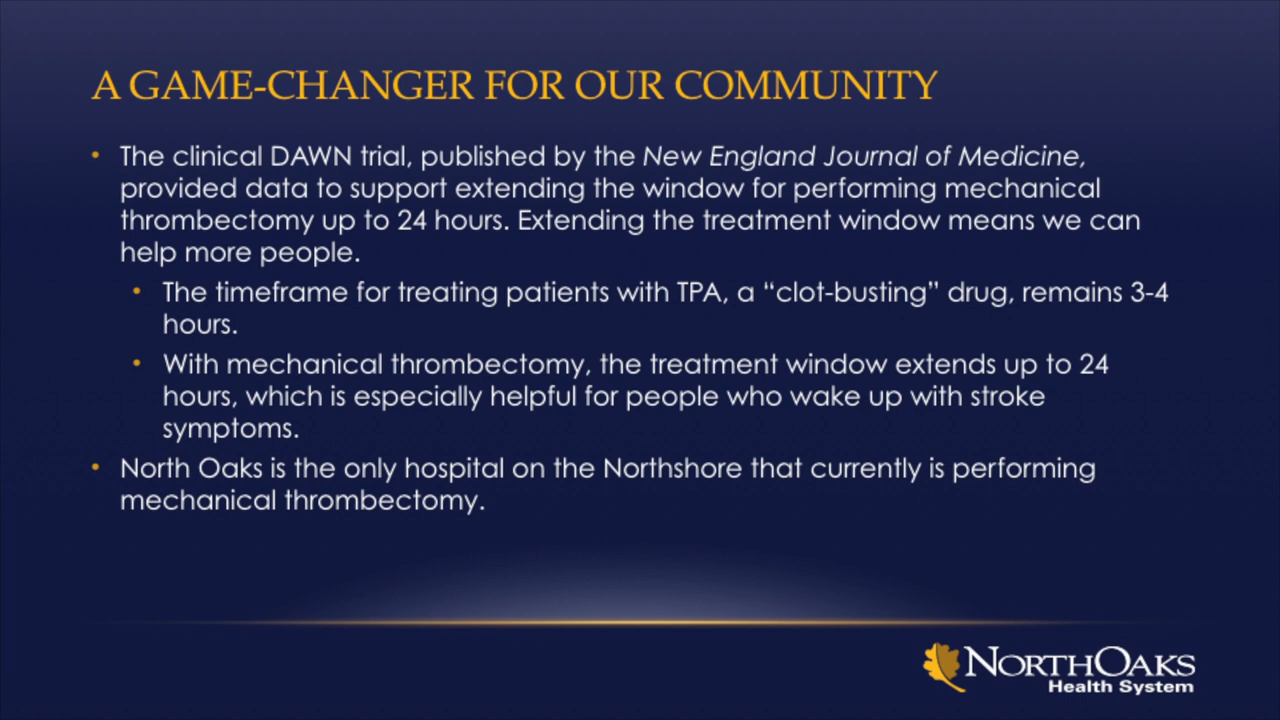 A GAME-CHANGER FOR OUR COMMUNITY
• The clinical DAWN trial, published by the New England Journal of Medicine,
provided data to support extending the window for performing mechanical
thrombectomy up to 24 hours. Extending the treatment window means we can
help more people.
• The timeframe for treating patients with TPA, a “clot-busting” drug, remains 3-4
hours.
• With mechanical thrombectomy, the treatment window extends up to 24
hours, which is especially helpful for people who wake up with stroke
symptoms.
• North Oaks is the only hospital on the Northshore that currently is performing
mechanical thrombectomy.
NORTHOAKS
Health System